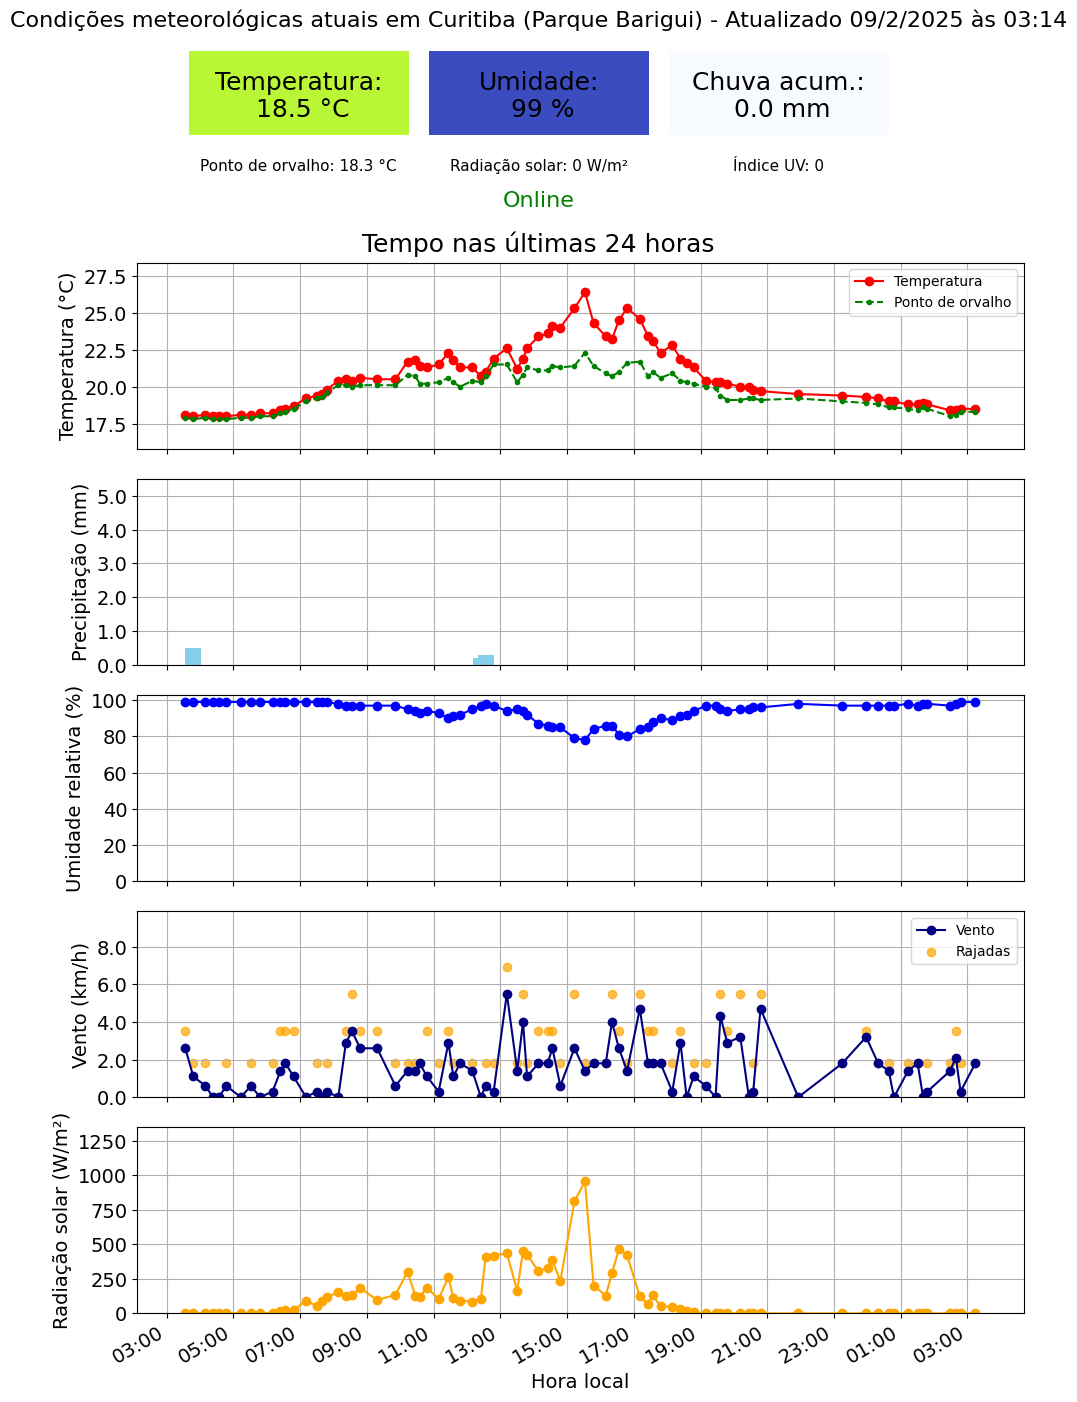 Condições meteorológicas atuais em Curitiba (Parque Barigui) - Atualizado 09/2/2025 às 03:14
Temperatura:
18.5 °C
Umidade:
99 %
Chuva acum.:
0.0 mm
Ponto de orvalho: 18.3 °C
Radiação solar: 0 W/m²
Índice UV: 0
Online
Tempo nas últimas 24 horas
Temperatura (°C)
27.5
25.0
22.5
20.0
17.5
Temperatura
Ponto de orvalho
Precipitação (mm)
5.0
4.0
3.0
2.0
1.0
0.0
Umidade relativa (%)
100
80
60
40
20
0
Vento (km/h)
8.0
6.0
4.0
2.0
0.0
Vento
Rajadas
Radiação solar (W/m²)
1250
1000
750
500
250
0
03:00
05:00
07:00
09:00
11:00
13:00
15:00
17:00
19:00
21:00
23:00
01:00
03:00
Hora local